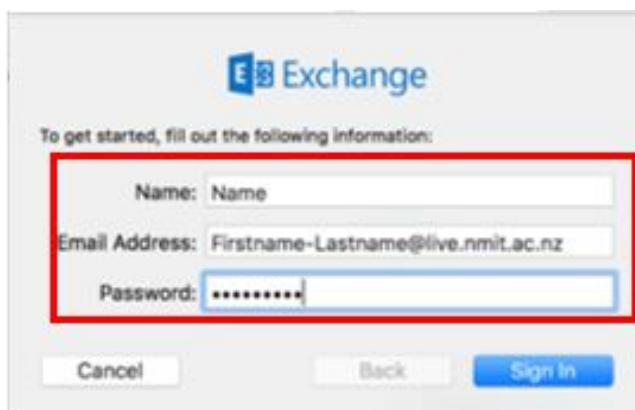 Exchange
To get started, fill out the following information:
Name: Name
Email Address: Firstname-Lastname@live.nmit.ac.nz
Password: •••••••••
Cancel Back Sign In